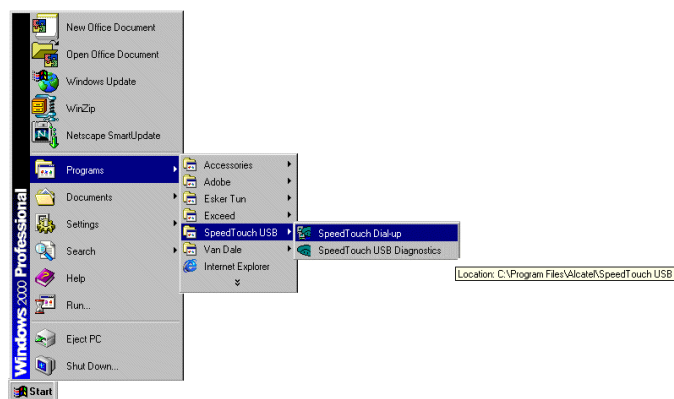 New Office Document
Open Office Document
Windows Update
WinZip
Netscape SmartUpdate
Programs
Documents
Settings
Search
Help
Run...
Eject PC
Shut Down...
Windows 2000 Professional
Start
Accessories
Adobe
Esker Tun
Exceed
SpeedTouch USB
Van Dale
Internet Explorer
SpeedTouch Dial-up
SpeedTouch USB Diagnostics
Location: C:\Program Files\Alcatel\SpeedTouch USB